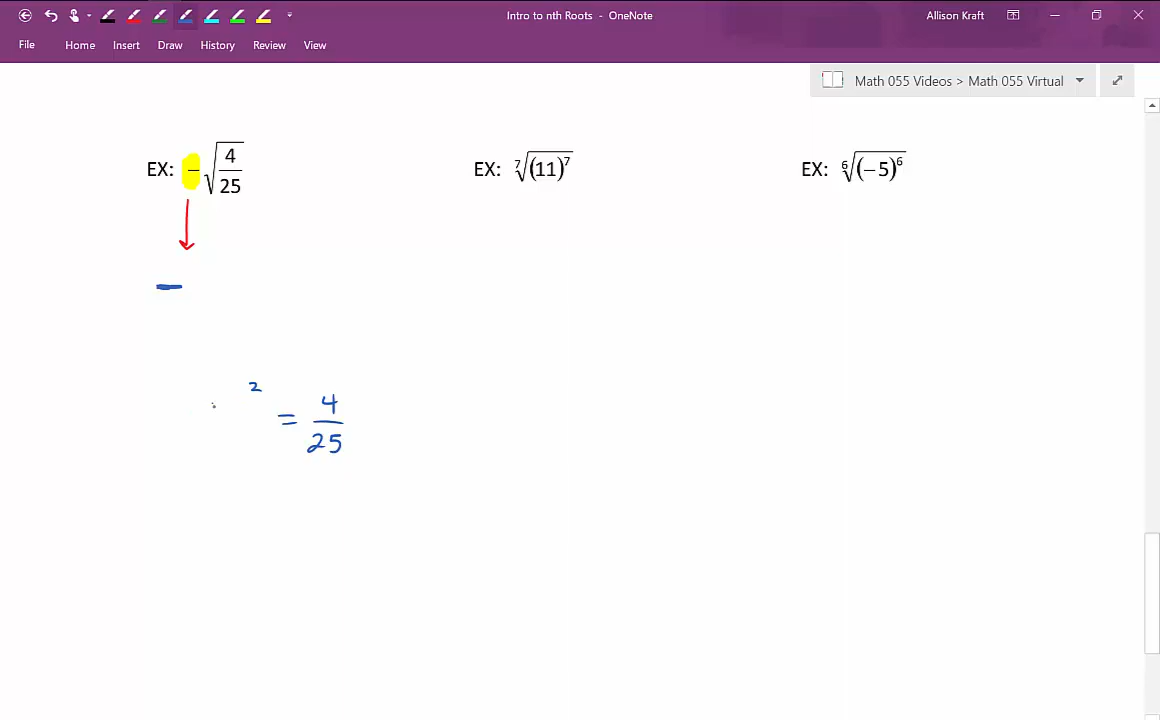 Intro to nth Roots - OneNote
Allison Kraft
File Home Insert Draw History Review View
Math 055 Videos > Math 055 Virtual
EX: −√(4/25)
EX: ⁷√(11)⁷
EX: ⁶√(−5)⁶
−
² = 4/25